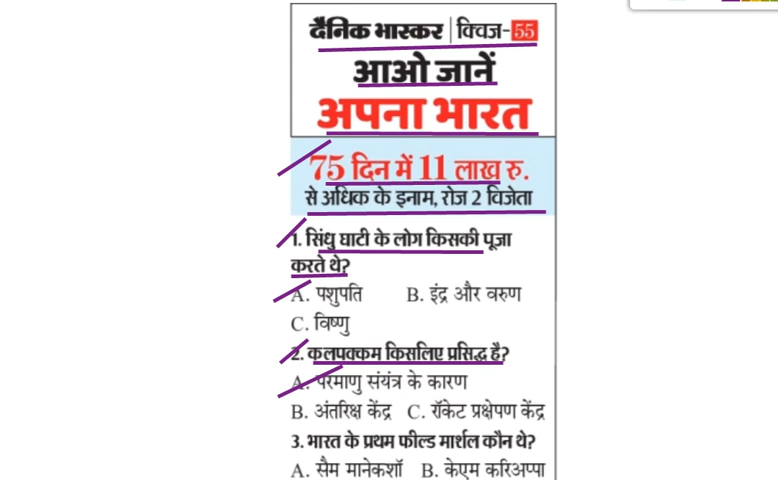 दैनिक भास्कर | क्विज-55
आओ जानें
अपना भारत
75 दिन में 11 लाख रु.
से अधिक के इनाम, रोज 2 विजेता
1. सिंधु घाटी के लोग किसकी पूजा
करते थे?
A. पशुपति B. इंद्र और वरुण
C. विष्णु
2. कलपक्कम किसलिए प्रसिद्ध है?
A. परमाणु संयंत्र के कारण
B. अंतरिक्ष केंद्र C. रॉकेट प्रक्षेपण केंद्र
3. भारत के प्रथम फील्ड मार्शल कौन थे?
A. सैम मानेकशॉ B. केएम करिअप्पा